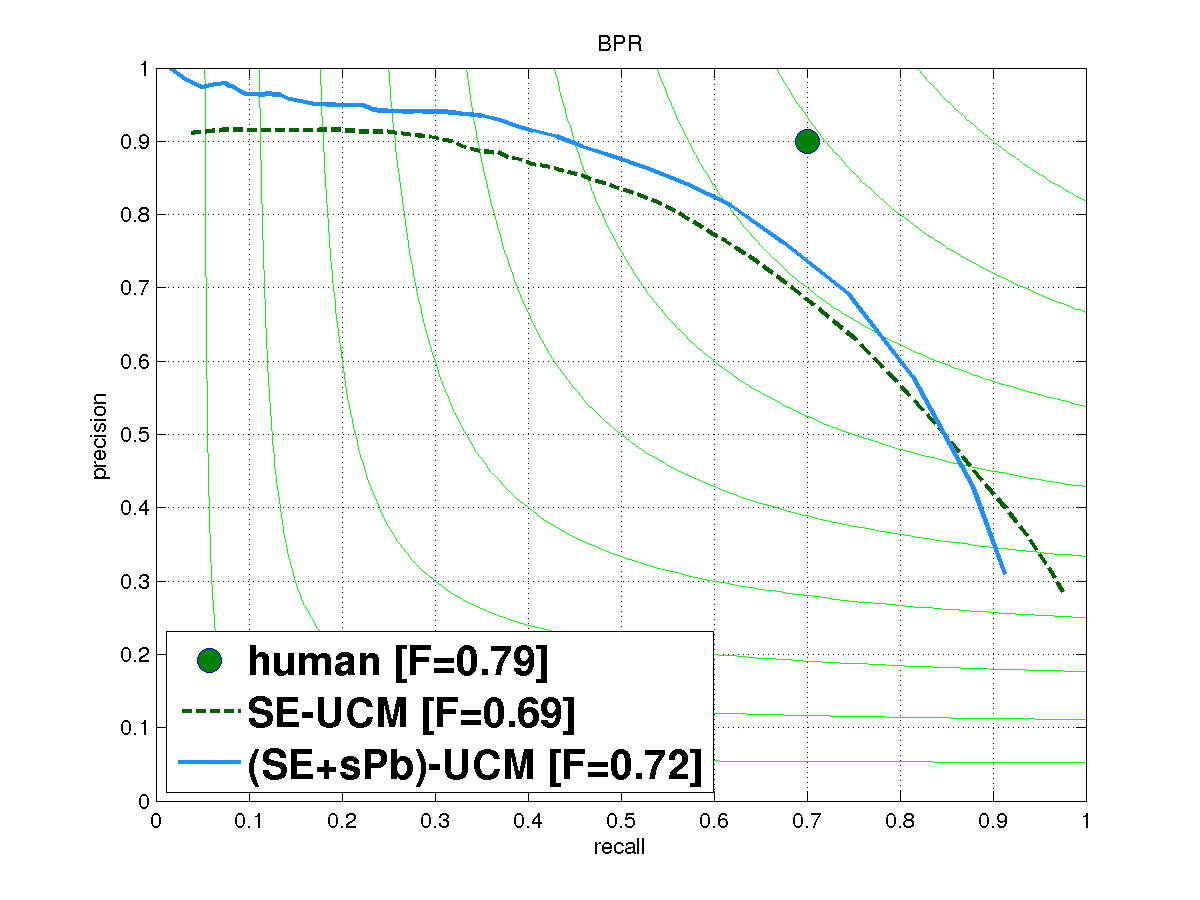 BPR
1
0.9
0.8
0.7
0.6
0.5
0.4
0.3
0.2
0.1
0
precision
human [F=0.79]
SE-UCM [F=0.69]
(SE+sPb)-UCM [F=0.72]
0 0.1 0.2 0.3 0.4 0.5 0.6 0.7 0.8 0.9 1
recall